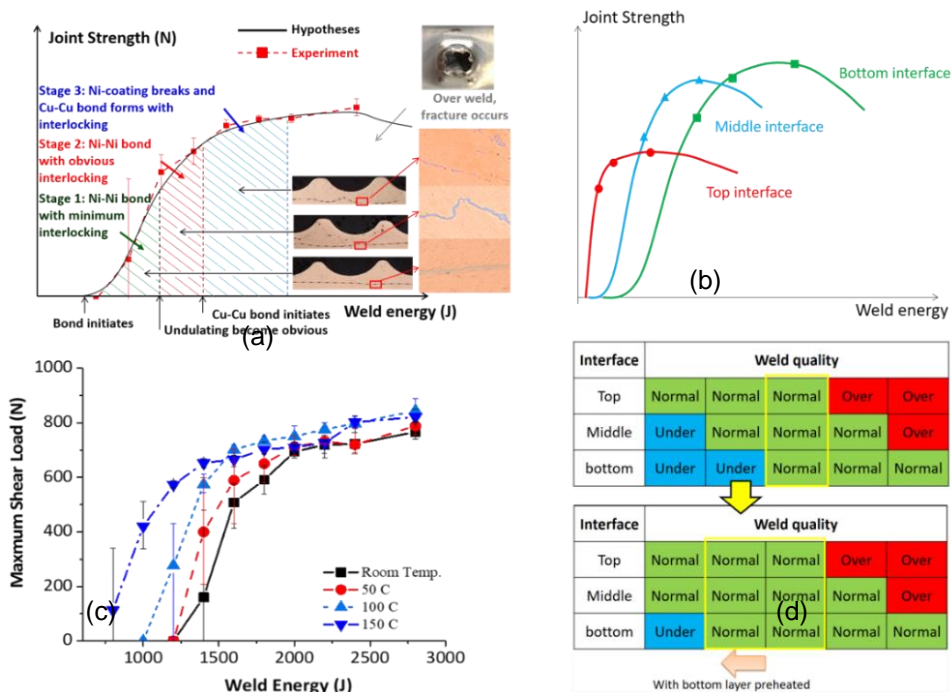 Joint Strength (N)
Hypotheses
Experiment
Stage 3: Ni-coating breaks and
Cu-Cu bond forms with
interlocking
Stage 2: Ni-Ni bond
with obvious
interlocking
Stage 1: Ni-Ni bond
with minimum
interlocking
Over weld,
fracture occurs
Weld energy (J)
Cu-Cu bond initiates
Bond initiates
Undulating become obvious
(a)
Joint Strength
Bottom interface
Middle interface
Top interface
(b)
Weld energy
Maxmum Shear Load (N)
1000
800
600
400
200
0
(c)
Room Temp.
50 C
100 C
150 C
1000 1500 2000 2500 3000
Weld Energy (J)
Interface Weld quality
Top Normal Normal Normal Over Over
Middle Under Normal Normal Normal Over
bottom Under Under Normal Normal Normal
Interface Weld quality
Top Normal Normal Normal Over Over
Middle Normal Normal Normal Normal Over
bottom Under Normal Normal Normal Normal
(d)
With bottom layer preheated